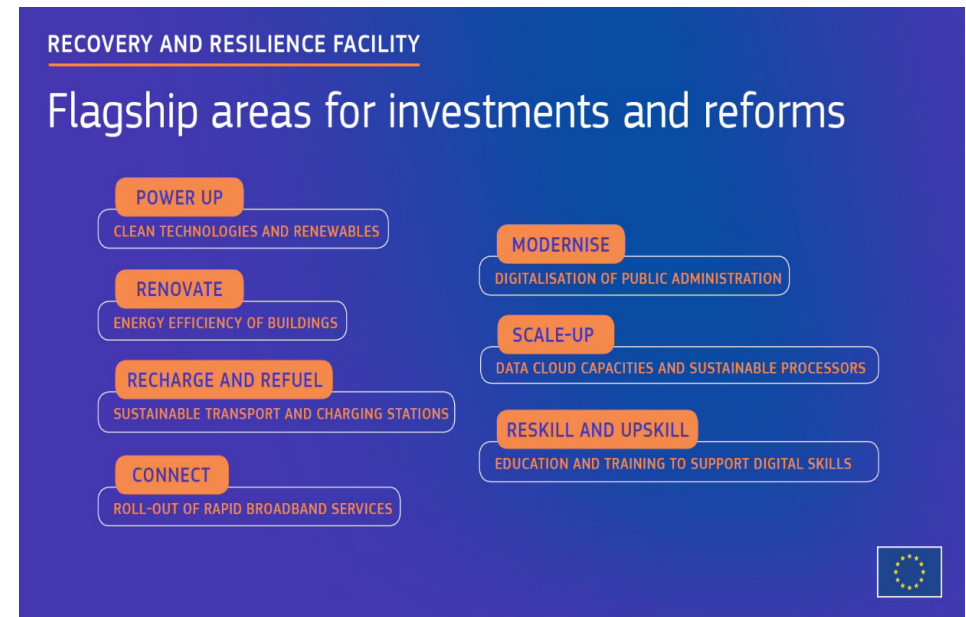 RECOVERY AND RESILIENCE FACILITY
Flagship areas for investments and reforms
POWER UP
CLEAN TECHNOLOGIES AND RENEWABLES
RENOVATE
ENERGY EFFICIENCY OF BUILDINGS
RECHARGE AND REFUEL
SUSTAINABLE TRANSPORT AND CHARGING STATIONS
CONNECT
ROLL-OUT OF RAPID BROADBAND SERVICES
MODERNISE
DIGITALISATION OF PUBLIC ADMINISTRATION
SCALE-UP
DATA CLOUD CAPACITIES AND SUSTAINABLE PROCESSORS
RESKILL AND UPSKILL
EDUCATION AND TRAINING TO SUPPORT DIGITAL SKILLS